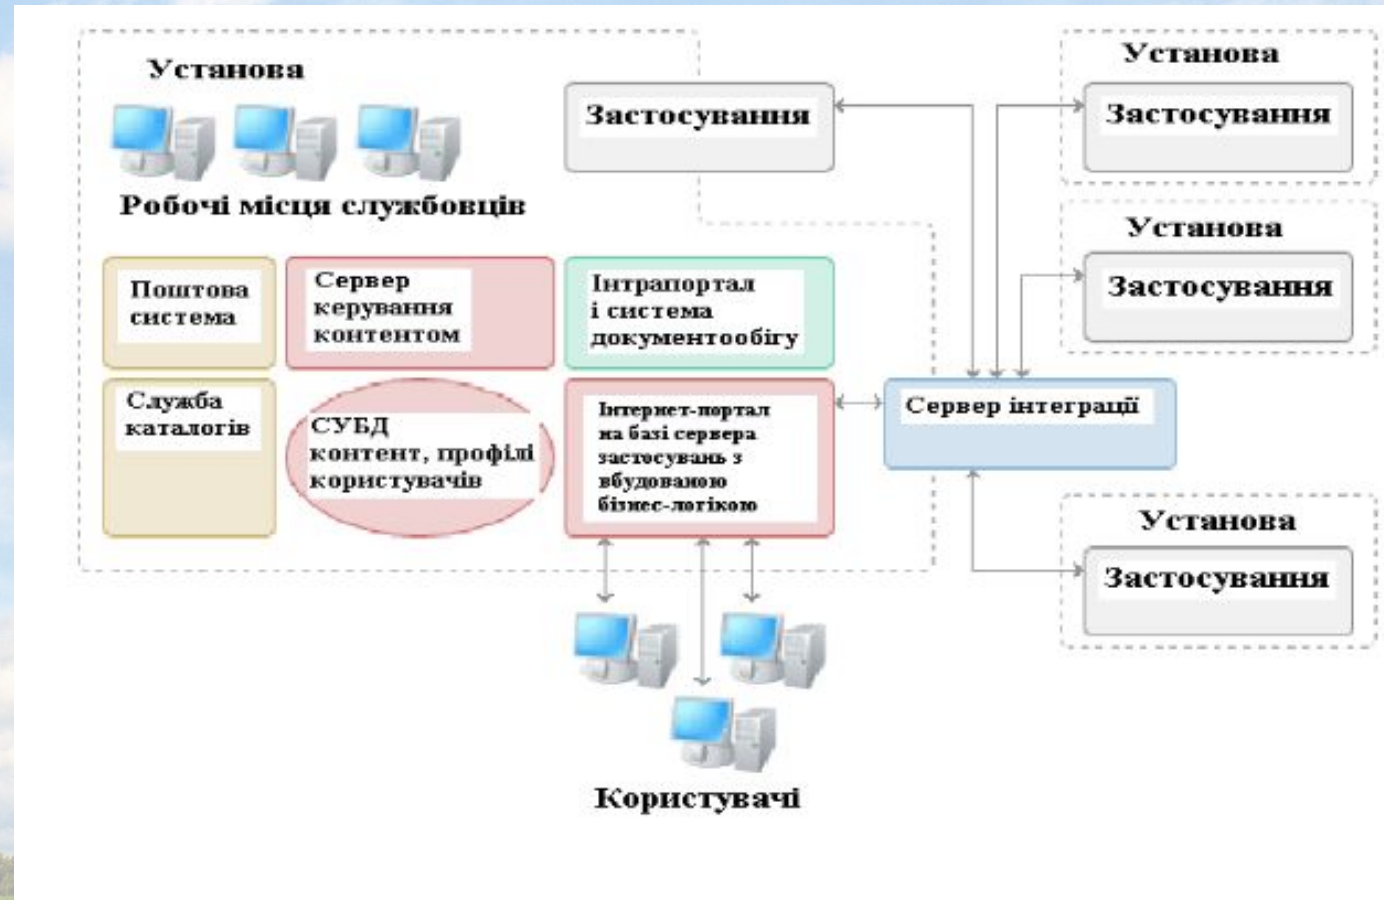 Установа
Робочі місця службовців
Застосування
Установа
Застосування
Установа
Застосування
Поштова
система
Сервер
керування
контентом
Інтрапортал
і система
документообігу
Служба
каталогів
СУБД
контент, профілі
користувачів
Інтернет-портал
на базі сервера
застосувань з
вбудованою
бізнес-логікою
Сервер інтеграції
Установа
Застосування
Користувачі